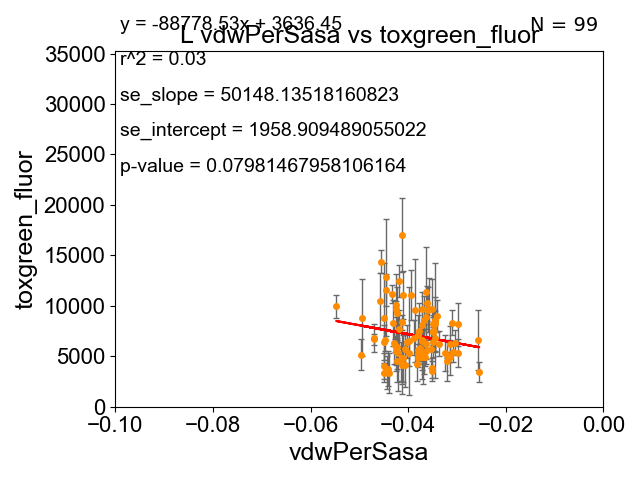 y = -88778.53x + 3636.45
N = 99
L vdwPerSasa vs toxgreen_fluor
r^2 = 0.03
se_slope = 50148.13518160823
se_intercept = 1958.909489055022
p-value = 0.07981467958106164
35000
30000
25000
20000
15000
10000
5000
0
toxgreen_fluor
−0.10 −0.08 −0.06 −0.04 −0.02 0.00
vdwPerSasa